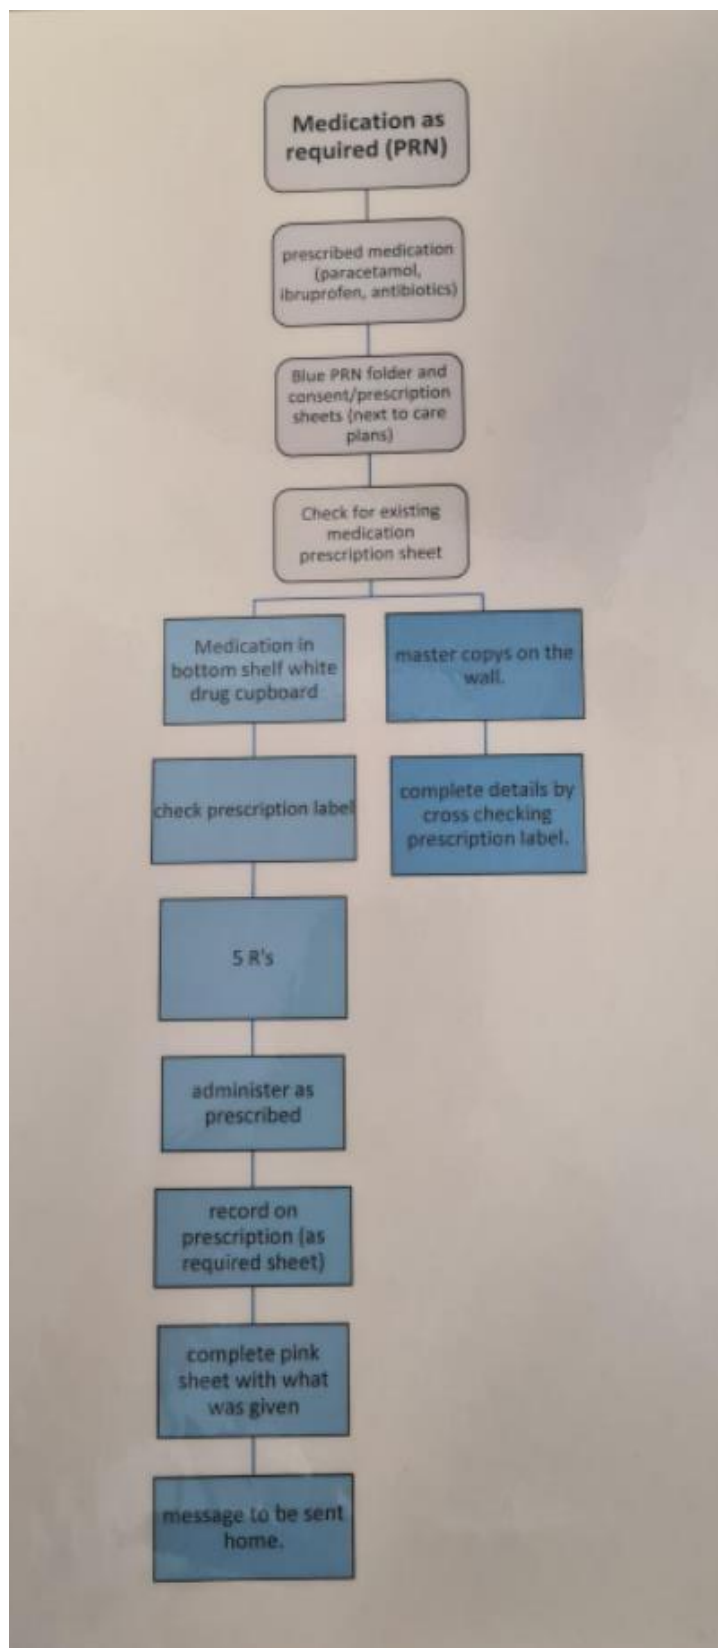 Medication as
required (PRN)
prescribed medication
(paracetamol,
ibruprofen, antibiotics)
Blue PRN folder and
consent/prescription
sheets (next to care
plans)
Check for existing
medication
prescription sheet
Medication in
bottom shelf white
drug cupboard
check prescription label
5 R's
administer as
prescribed
record on
prescription (as
required sheet)
complete pink
sheet with what
was given
message to be sent
home.
master copys on the
wall.
complete details by
cross checking
prescription label.